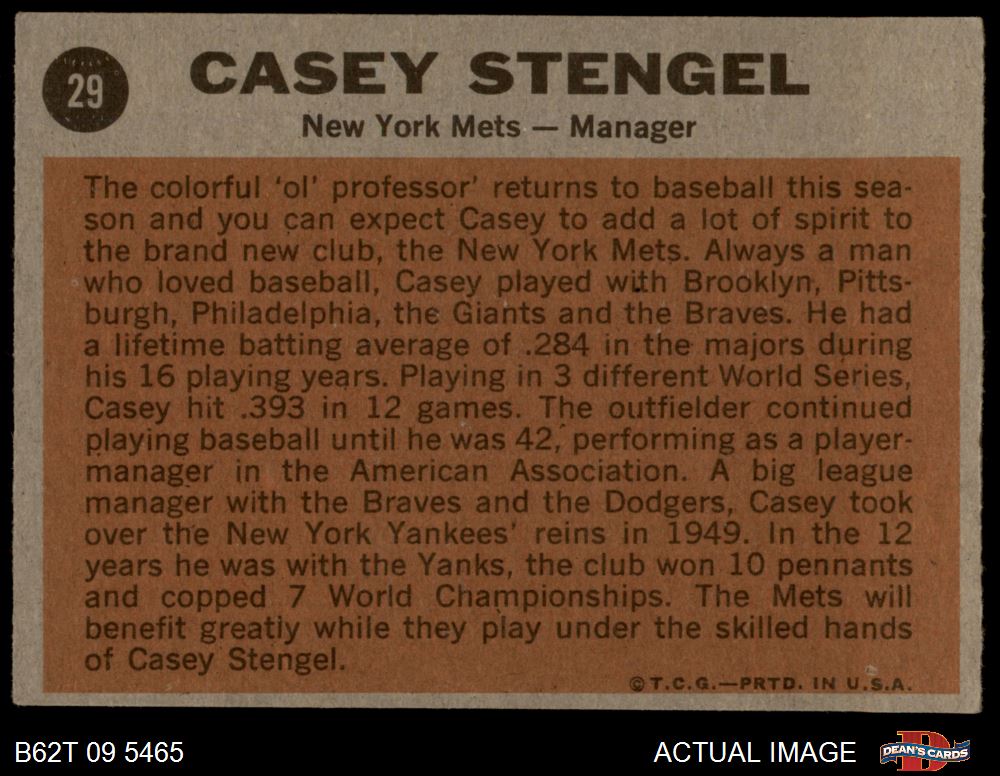 29
CASEY STENGEL
New York Mets — Manager
The colorful ‘ol’ professor’ returns to baseball this sea-
son and you can expect Casey to add a lot of spirit to
the brand new club, the New York Mets. Always a man
who loved baseball, Casey played with Brooklyn, Pitts-
burgh, Philadelphia, the Giants and the Braves. He had
a lifetime batting average of .284 in the majors during
his 16 playing years. Playing in 3 different World Series,
Casey hit .393 in 12 games. The outfielder continued
playing baseball until he was 42, performing as a player-
manager in the American Association. A big league
manager with the Braves and the Dodgers, Casey took
over the New York Yankees’ reins in 1949. In the 12
years he was with the Yanks, the club won 10 pennants
and copped 7 World Championships. The Mets will
benefit greatly while they play under the skilled hands
of Casey Stengel.
© T.C.G.—PRTD. IN U.S.A.
B62T 09 5465
ACTUAL IMAGE
DEAN'S CARDS